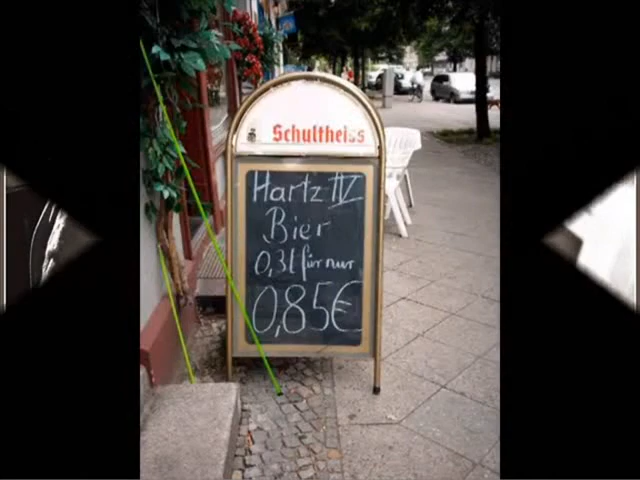 Schultheiss
Hartz IV
Bier
0,3l für nur
0,85€